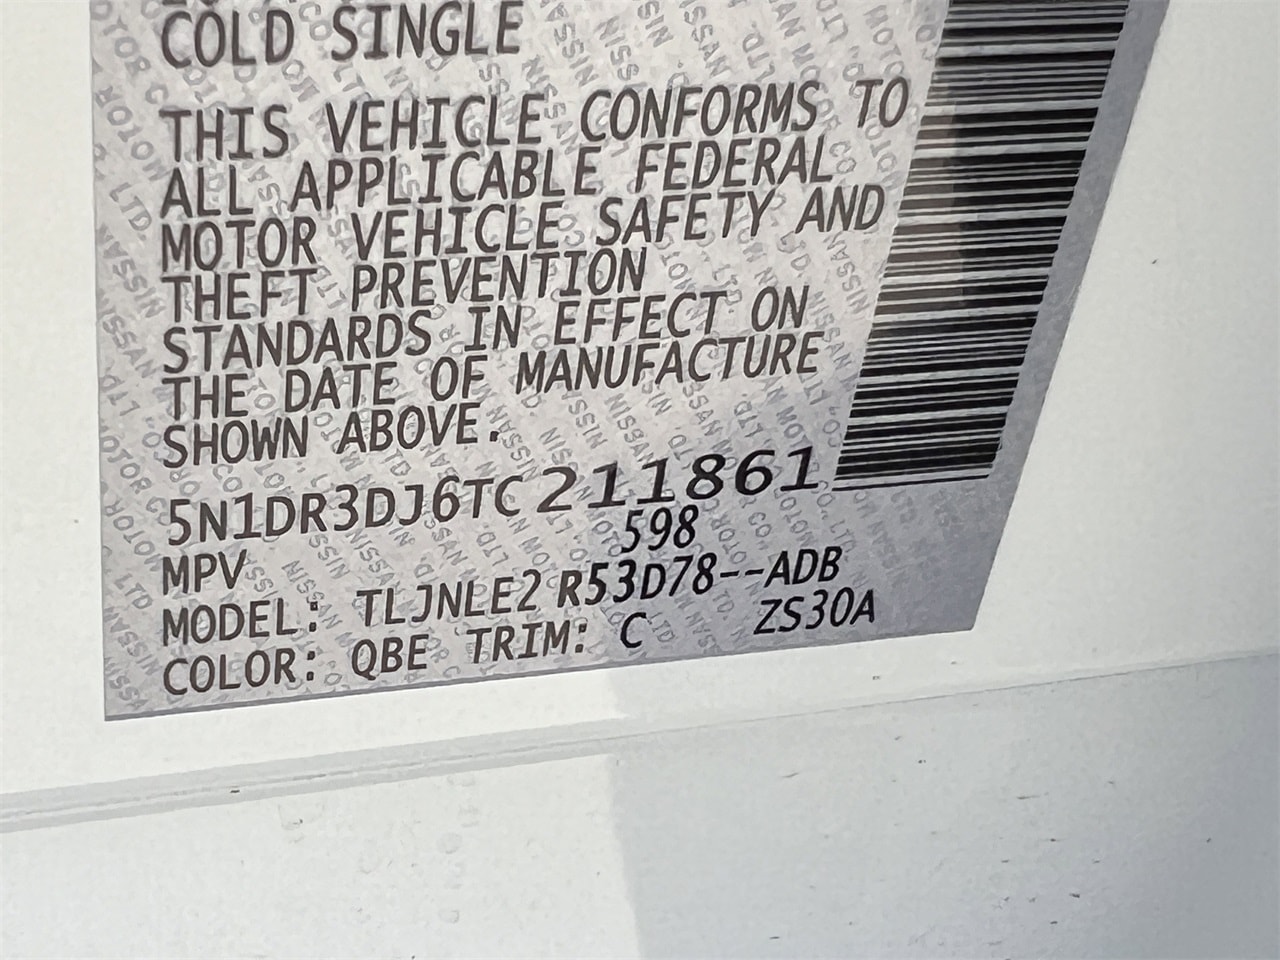 COLD SINGLE
THIS VEHICLE CONFORMS TO
ALL APPLICABLE FEDERAL
MOTOR VEHICLE SAFETY AND
THEFT PREVENTION
STANDARDS IN EFFECT ON
THE DATE OF MANUFACTURE
SHOWN ABOVE.
5N1DR3DJ6TC211861
MPV 598
MODEL: TLJNLE2 R53D78--ADB
COLOR: QBE TRIM: C ZS30A